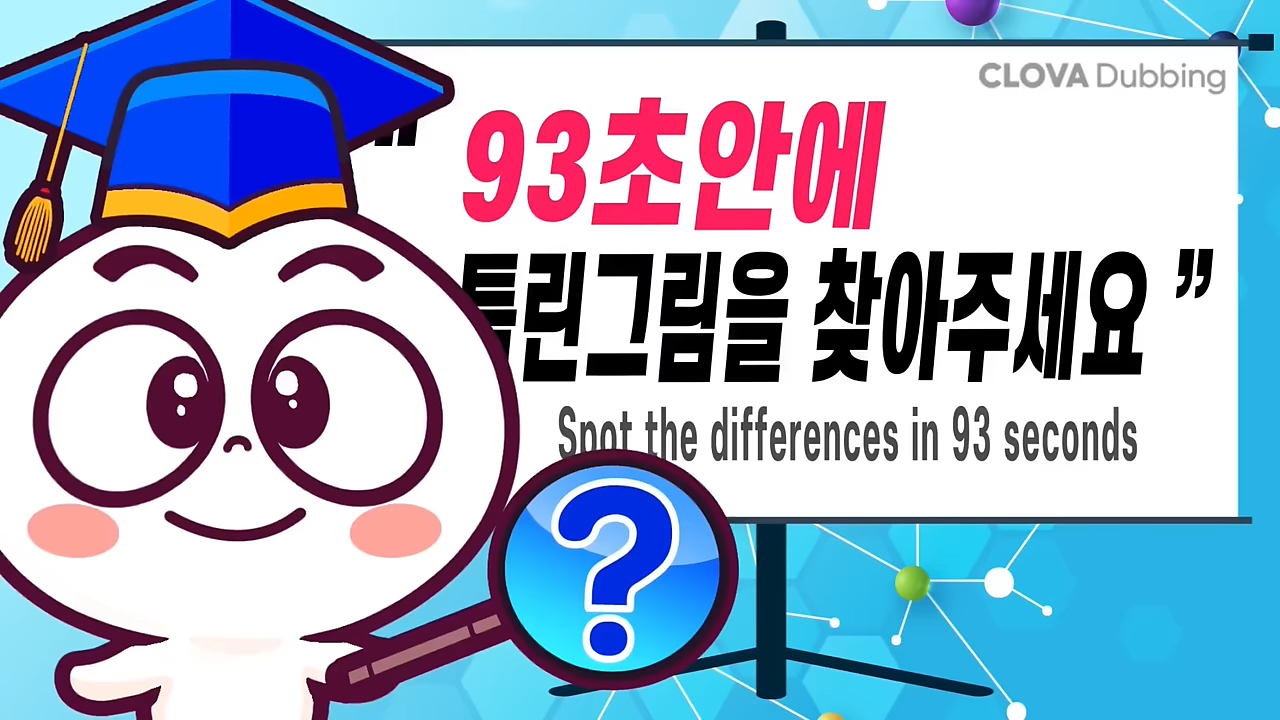 CLOVA Dubbing
" 93초안에
틀린그림을 찾아주세요 "
Spot the differences in 93 seconds
?